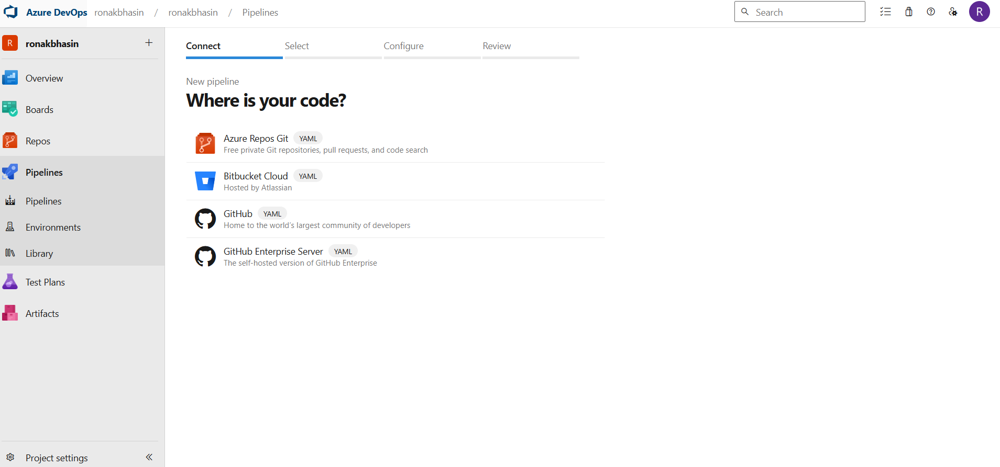 Azure DevOps ronakbhasin / ronakbhasin / Pipelines
Search
R
R ronakbhasin +
Overview
Boards
Repos
Pipelines
Pipelines
Environments
Library
Test Plans
Artifacts
Project settings
Connect Select Configure Review
New pipeline
Where is your code?
Azure Repos Git YAML
Free private Git repositories, pull requests, and code search
Bitbucket Cloud YAML
Hosted by Atlassian
GitHub YAML
Home to the world's largest community of developers
GitHub Enterprise Server YAML
The self-hosted version of GitHub Enterprise